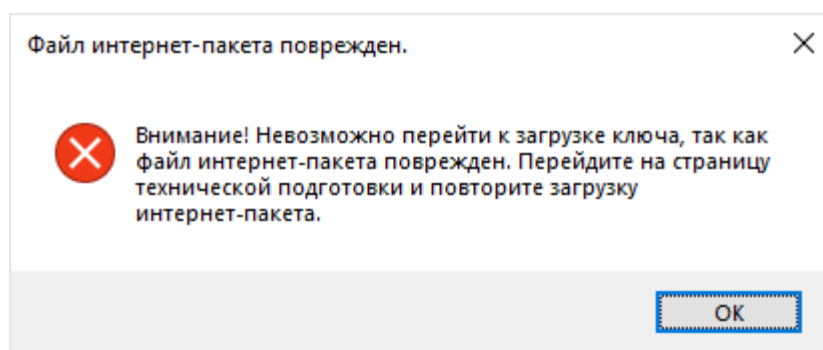 Файл интернет-пакета поврежден.
Внимание! Невозможно перейти к загрузке ключа, так как
файл интернет-пакета поврежден. Перейдите на страницу
технической подготовки и повторите загрузку
интернет-пакета.
ОК